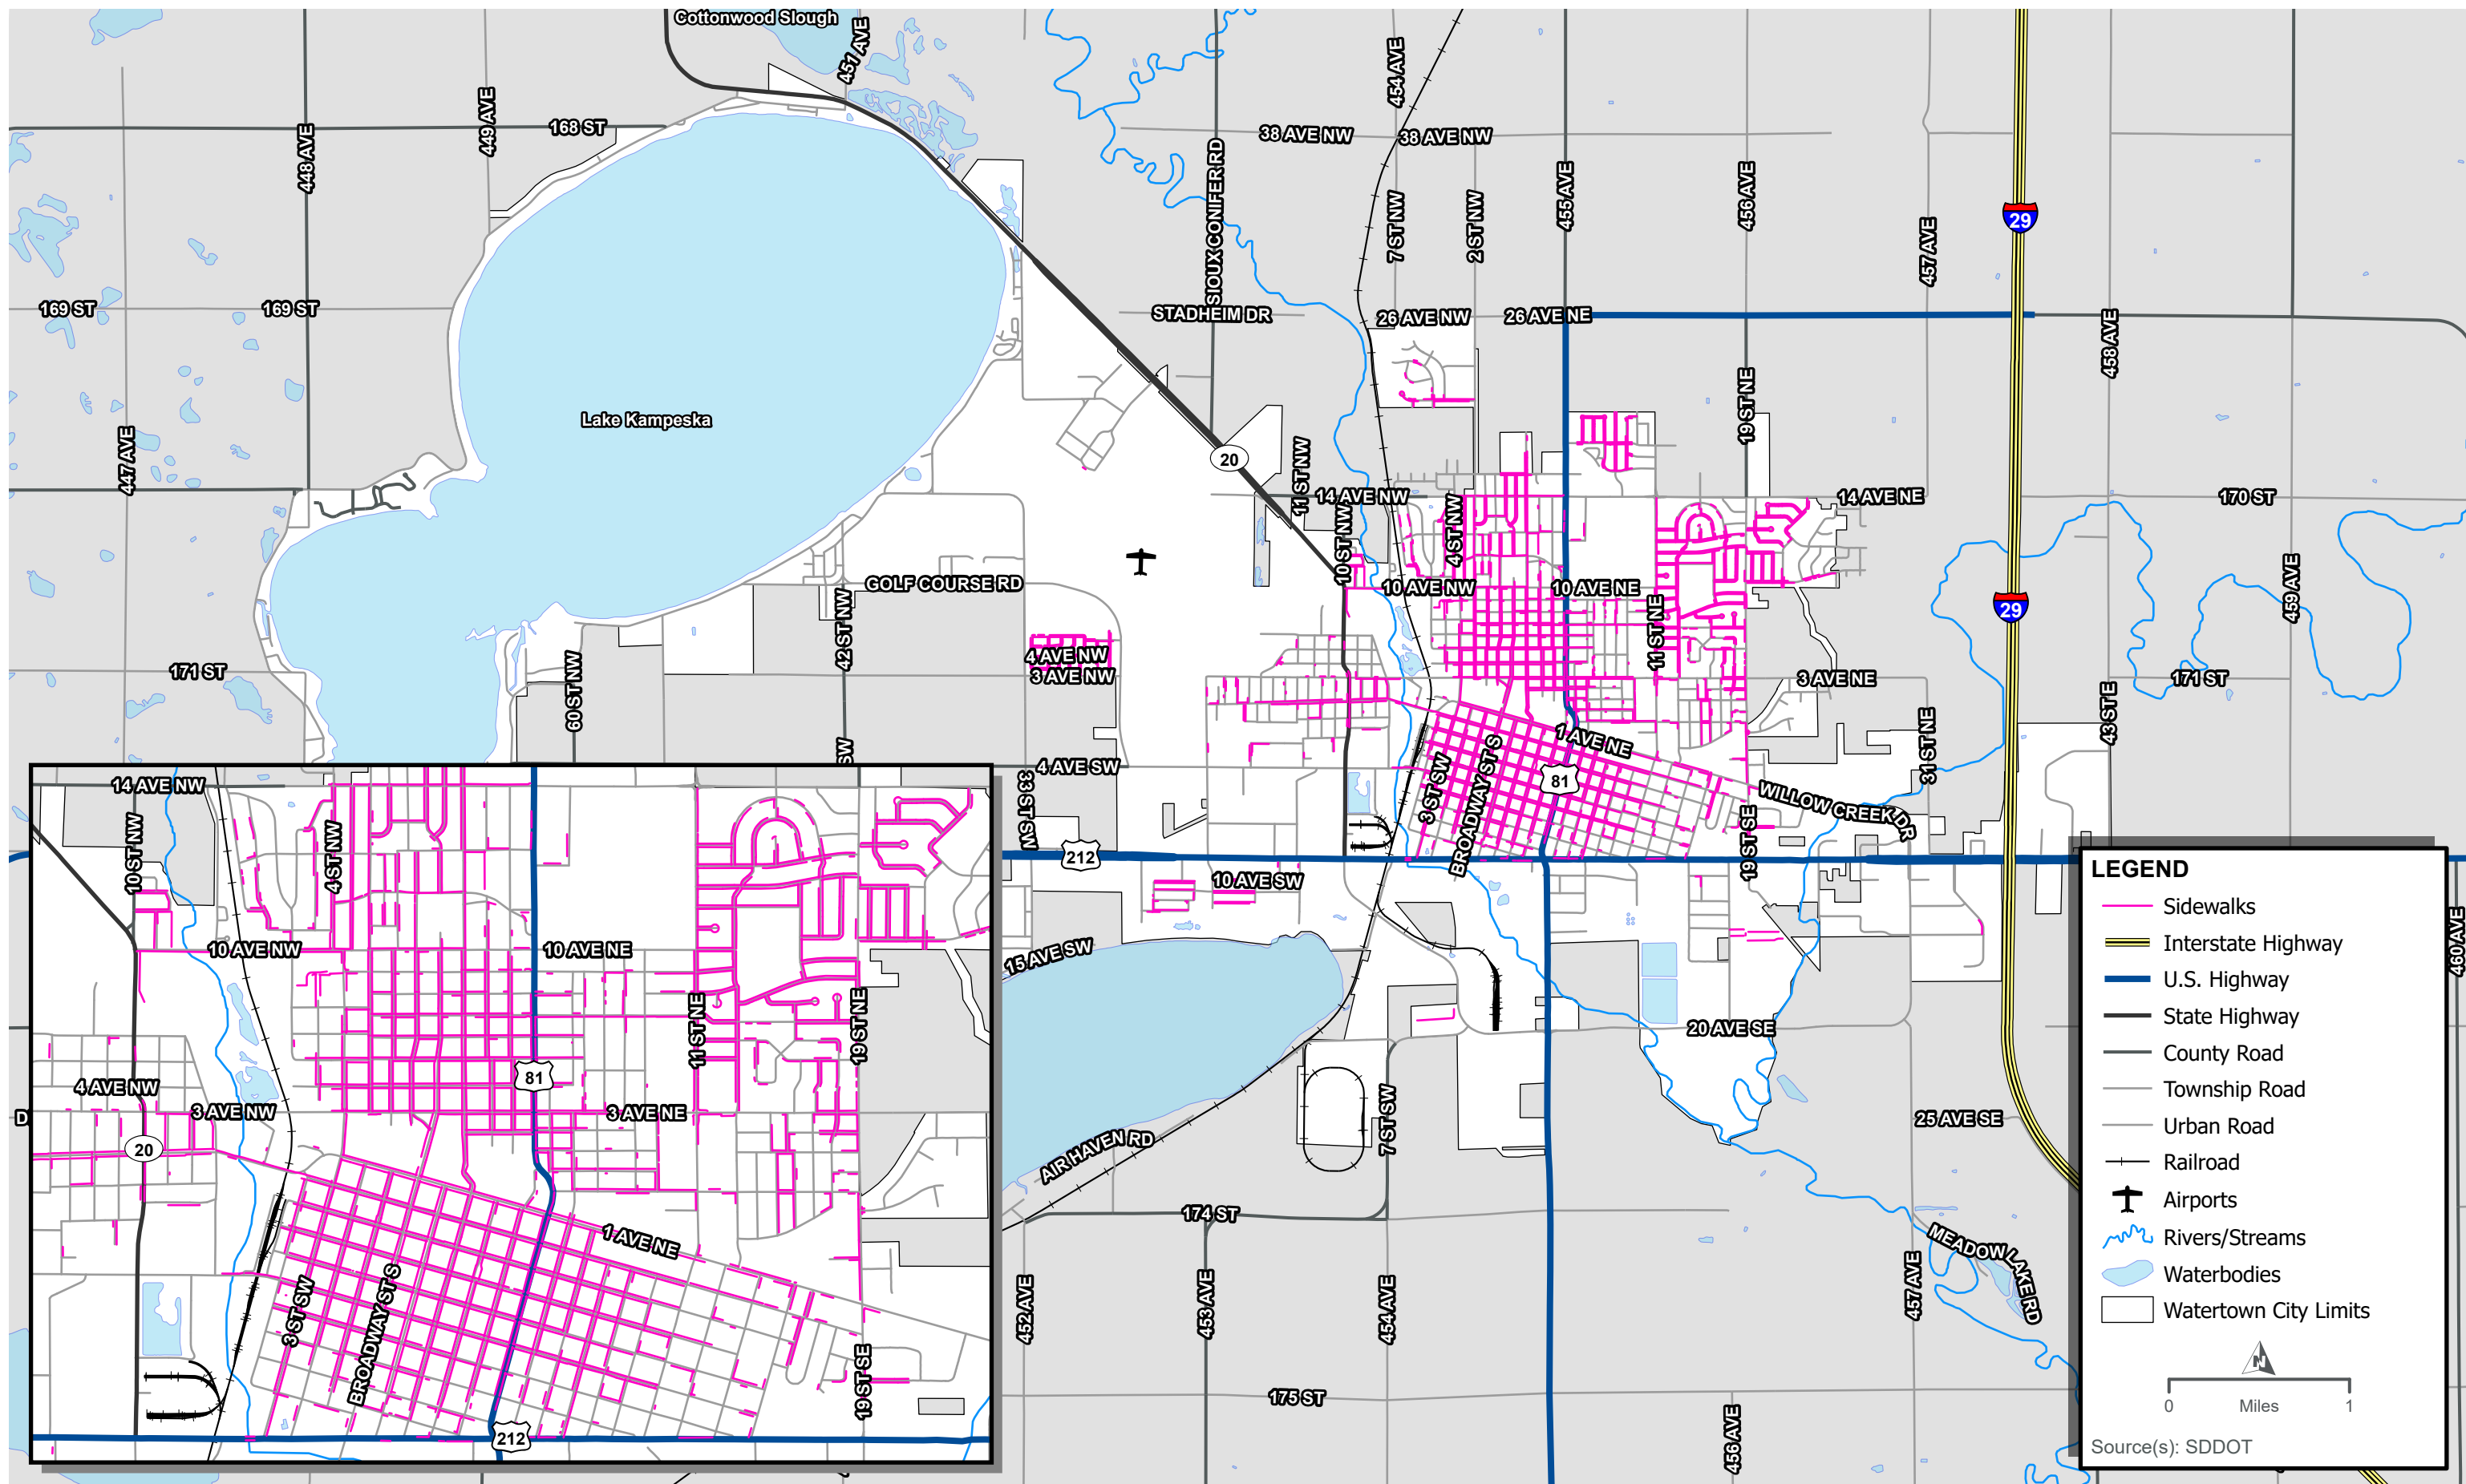 Cottonwood Slough
451 AVE
454 AVE
449 AVE
168 ST
448 AVE
38 AVE NW
38 AVE NW
SIOUX CONIFER RD
7 ST NW
2 ST NW
455 AVE
456 AVE
457 AVE
29
169 ST
169 ST
STADHEIM DR
26 AVE NW
26 AVE NE
458 AVE
Lake Kampeska
19 ST NE
447 AVE
20
11 ST NW
14 AVE NW
4 ST NW
14 AVE NE
170 ST
10 ST NW
GOLF COURSE RD
10 AVE NW
10 AVE NE
42 ST NW
11 ST NE
29
459 AVE
4 AVE NW
3 AVE NW
171 ST
60 ST NW
3 AVE NE
171 ST
43 ST E
31 ST NE
1 AVE NE
SW
4 AVE SW
33 ST SW
3 ST SW
BROADWAY ST S
81
WILLOW CREEK DR
19 ST SE
212
10 AVE SW
15 AVE SW
460 AVE
20 AVE SE
25 AVE SE
7 ST SW
AIR HAVEN RD
174 ST
MEADOW LAKE RD
452 AVE
453 AVE
454 AVE
457 AVE
175 ST
456 AVE
D
14 AVE NW
10 ST NW
4 ST NW
10 AVE NW
10 AVE NE
11 ST NE
19 ST NE
81
4 AVE NW
3 AVE NW
3 AVE NE
20
1 AVE NE
3 ST SW
BROADWAY ST S
19 ST SE
212
LEGEND
Sidewalks
Interstate Highway
U.S. Highway
State Highway
County Road
Township Road
Urban Road
Railroad
Airports
Rivers/Streams
Waterbodies
Watertown City Limits
N
0 Miles 1
Source(s): SDDOT